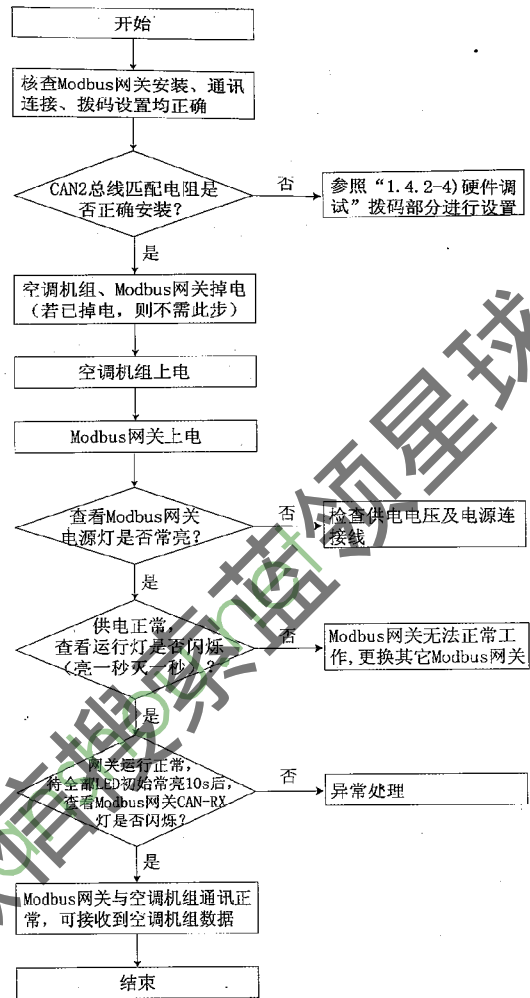 开始
核查Modbus网关安装、通讯
连接、拨码设置均正确
CAN2总线匹配电阻是
否正确安装？
否
参照“1.4.2-4)硬件调
试”拨码部分进行设置
是
空调机组、Modbus网关掉电
（若已掉电，则不需此步）
空调机组上电
Modbus网关上电
查看Modbus网关
电源灯是否常亮？
否
检查供电电压及电源连
接线
是
供电正常，
查看运行灯是否闪烁
（亮一秒灭一秒）？
否
Modbus网关无法正常工
作,更换其它Modbus网关
是
网关运行正常，
待全部LED初始常亮10s后，
查看Modbus网关CAN-RX
灯是否闪烁？
否
异常处理
是
Modbus网关与空调机组通讯正
常，可接收到空调机组数据
结束
信搜索蓝领星球